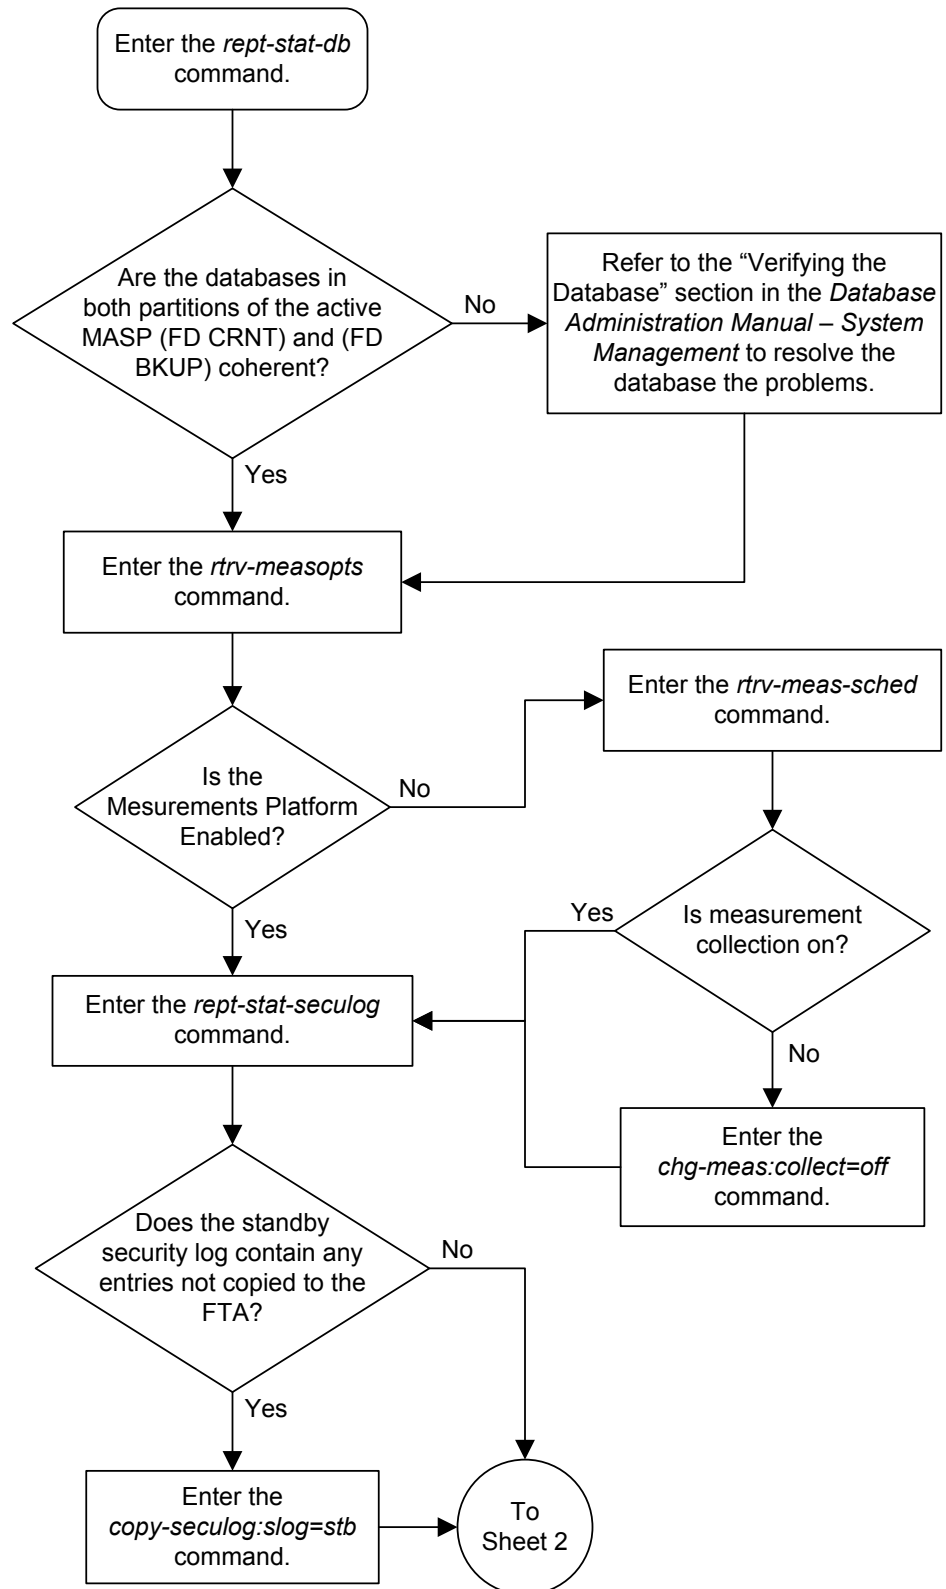 Enter the rept-stat-db
command.
Are the databases in
both partitions of the active
MASP (FD CRNT) and (FD
BKUP) coherent?
No
Refer to the “Verifying the
Database” section in the Database
Administration Manual – System
Management to resolve the
database the problems.
Yes
Enter the rtrv-measopts
command.
Is the
Mesurements Platform
Enabled?
No
Enter the rtrv-meas-sched
command.
Yes
Is measurement
collection on?
Yes
No
Enter the rept-stat-seculog
command.
Enter the
chg-meas:collect=off
command.
Does the standby
security log contain any
entries not copied to the
FTA?
No
Yes
Enter the
copy-seculog:slog=stb
command.
To
Sheet 2